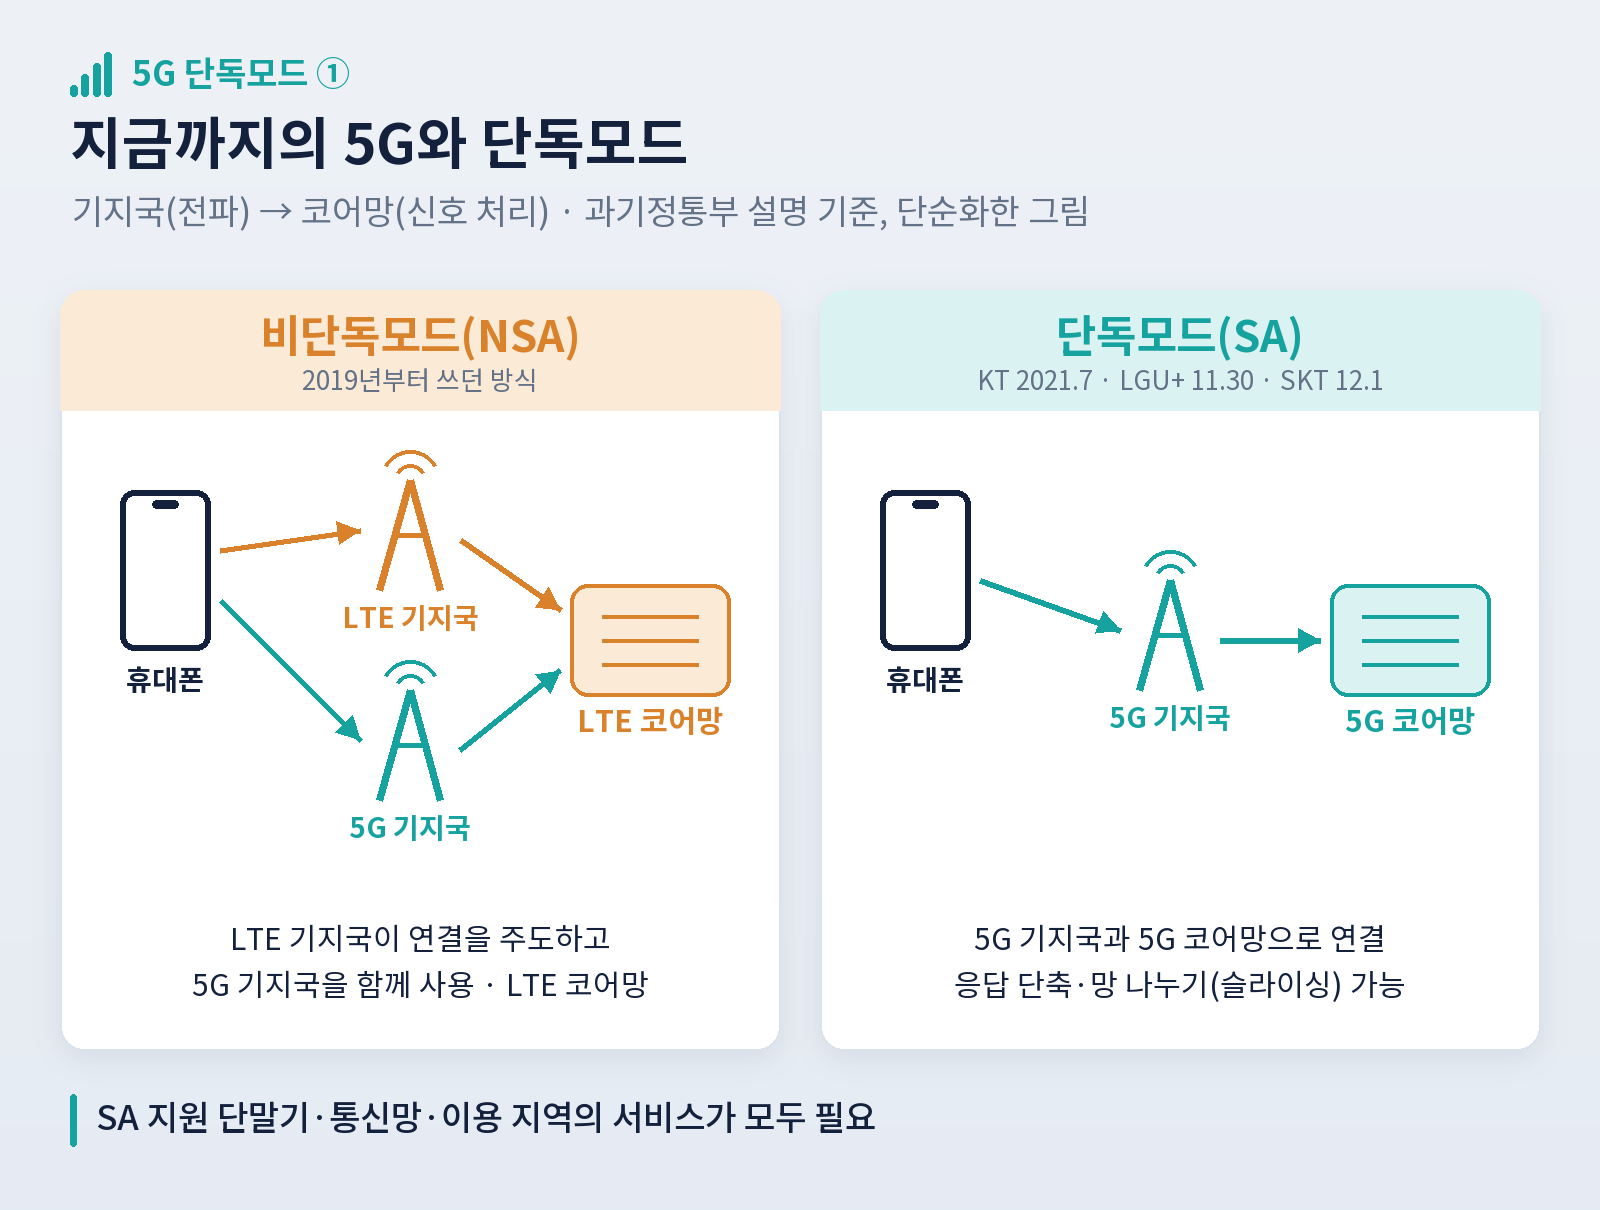 5G 단독모드 ①
지금까지의 5G와 단독모드
기지국(전파) → 코어망(신호 처리) · 과기정통부 설명 기준, 단순화한 그림
비단독모드(NSA)
2019년부터 쓰던 방식
휴대폰
LTE 기지국
5G 기지국
LTE 코어망
LTE 기지국이 연결을 주도하고
5G 기지국을 함께 사용 · LTE 코어망
단독모드(SA)
KT 2021.7 · LGU+ 11.30 · SKT 12.1
휴대폰
5G 기지국
5G 코어망
5G 기지국과 5G 코어망으로 연결
응답 단축·망 나누기(슬라이싱) 가능
SA 지원 단말기·통신망·이용 지역의 서비스가 모두 필요